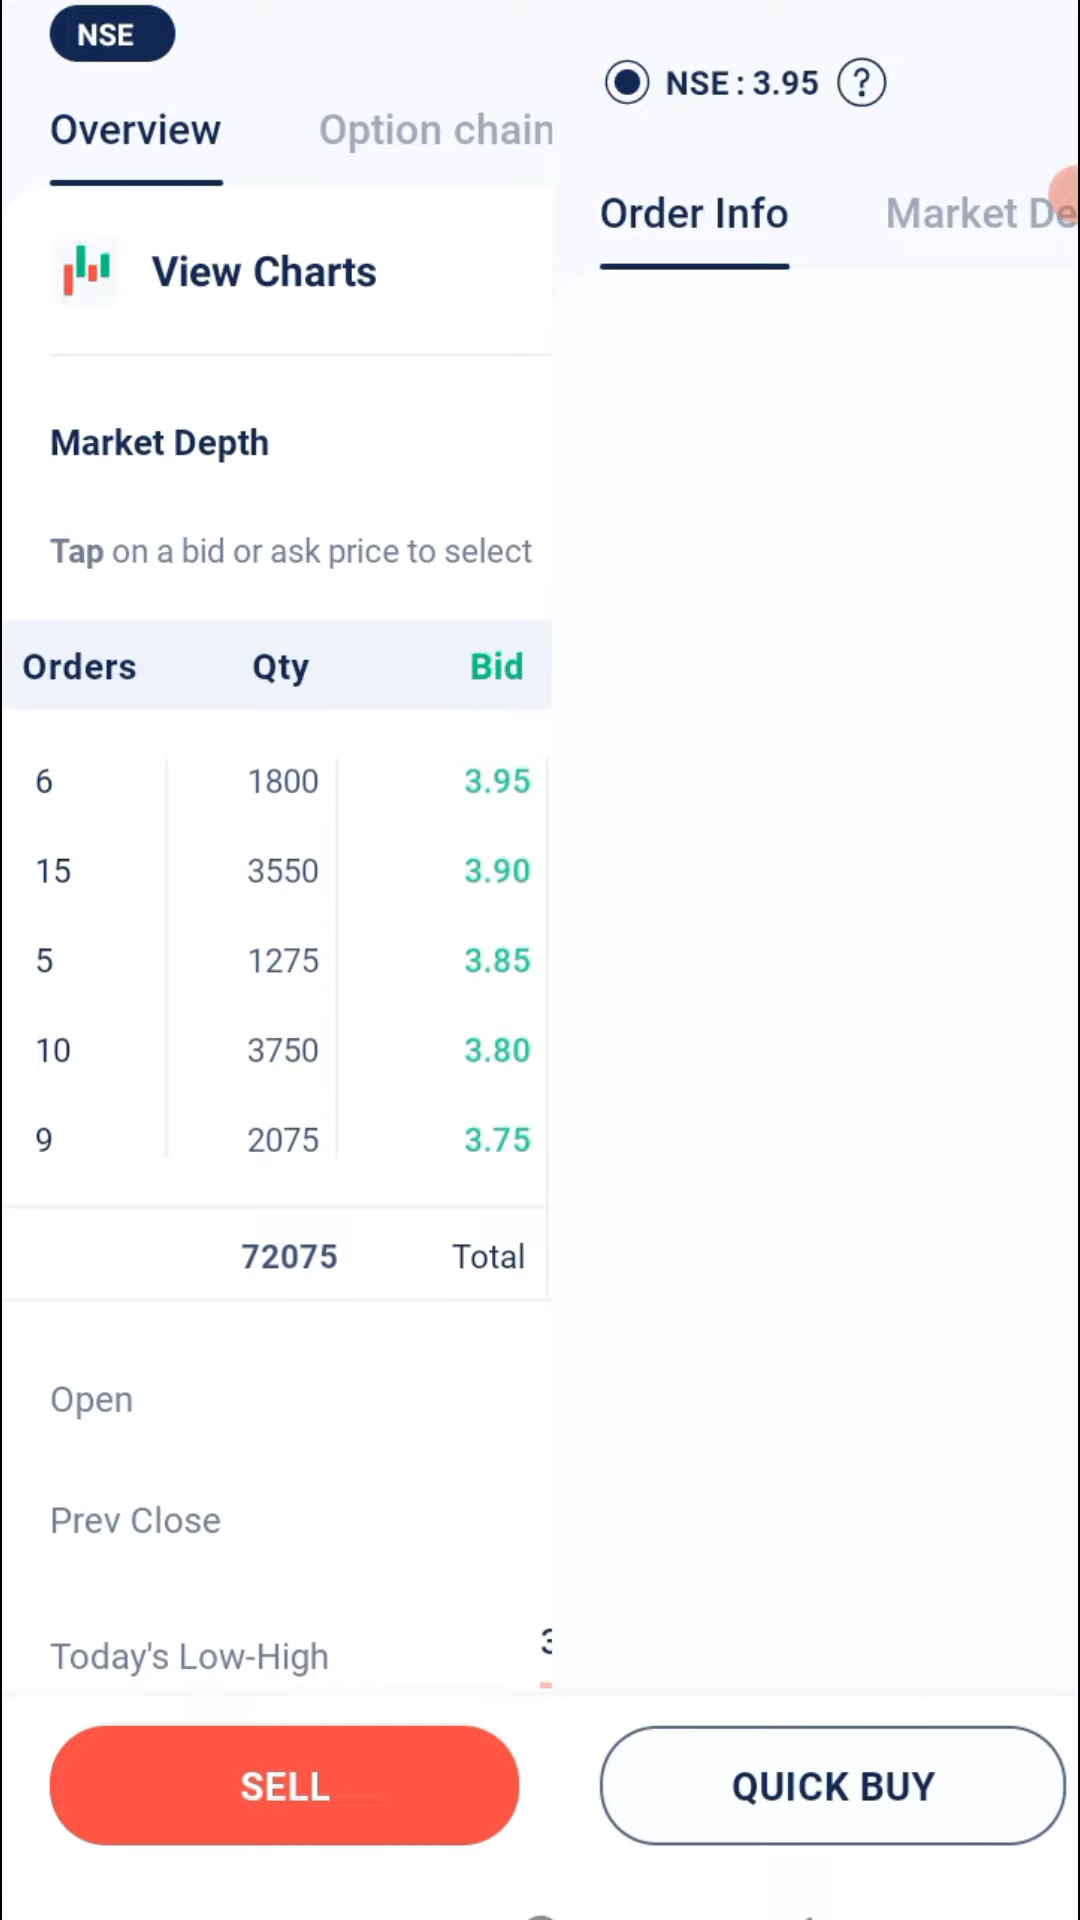 NSE
Overview Option chain
View Charts
Market Depth
Tap on a bid or ask price to select
Orders Qty Bid
6 1800 3.95
15 3550 3.90
5 1275 3.85
10 3750 3.80
9 2075 3.75
72075 Total
Open
Prev Close
Today's Low-High
SELL
NSE : 3.95 ?
Order Info Market De
QUICK BUY